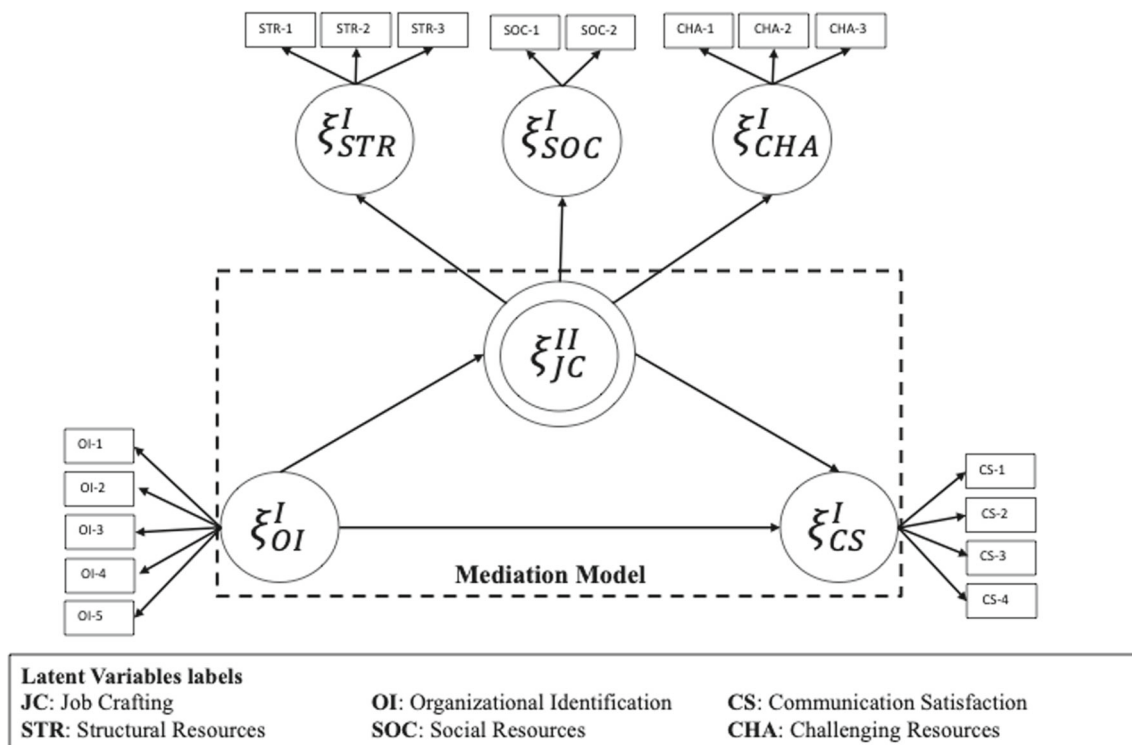 STR-1 STR-2 STR-3 SOC-1 SOC-2 CHA-1 CHA-2 CHA-3
ξ^I_STR ξ^I_SOC ξ^I_CHA
ξ^II_JC
OI-1
OI-2
OI-3
OI-4
OI-5
ξ^I_OI
ξ^I_CS
CS-1
CS-2
CS-3
CS-4
Mediation Model
Latent Variables labels
JC: Job Crafting OI: Organizational Identification CS: Communication Satisfaction
STR: Structural Resources SOC: Social Resources CHA: Challenging Resources